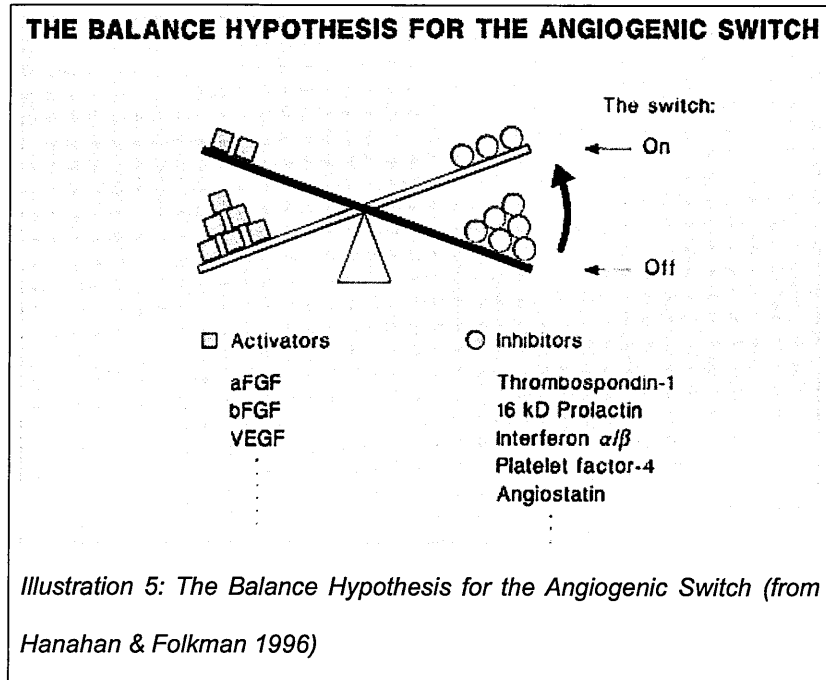 THE BALANCE HYPOTHESIS FOR THE ANGIOGENIC SWITCH
The switch:
On
Off
Activators
aFGF
bFGF
VEGF
Inhibitors
Thrombospondin-1
16 kD Prolactin
Interferon α/β
Platelet factor-4
Angiostatin
Illustration 5: The Balance Hypothesis for the Angiogenic Switch (from
Hanahan & Folkman 1996)